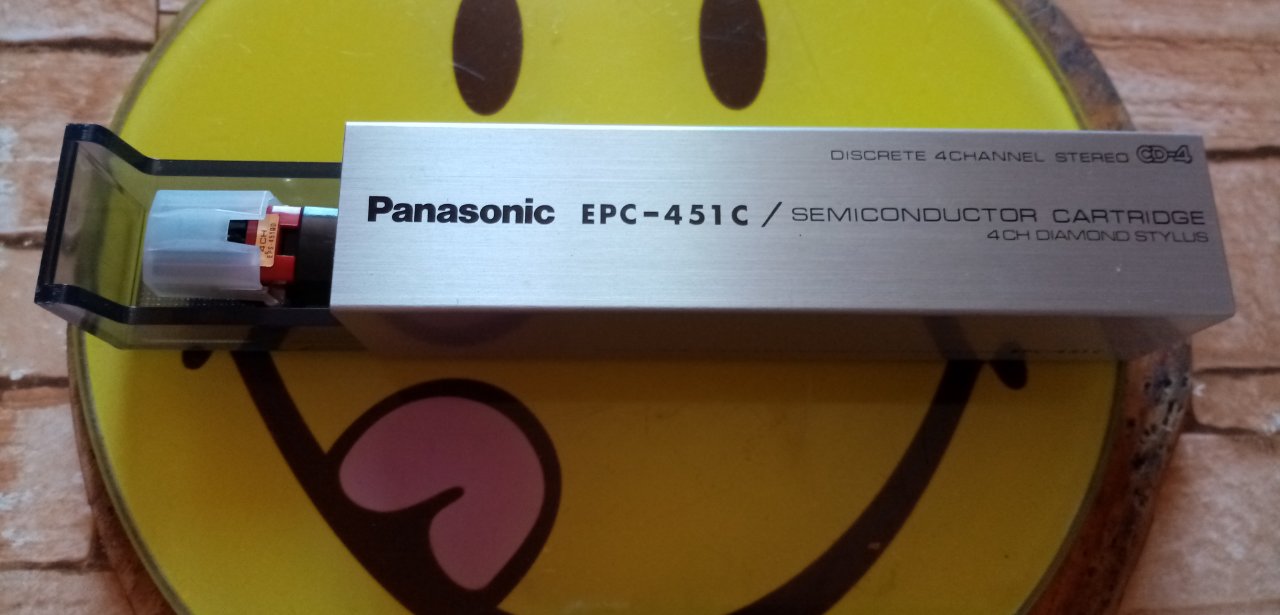 DISCRETE 4CHANNEL STEREO CD-4
Panasonic EPC-451C / SEMICONDUCTOR CARTRIDGE
4CH DIAMOND STYLUS
4CH